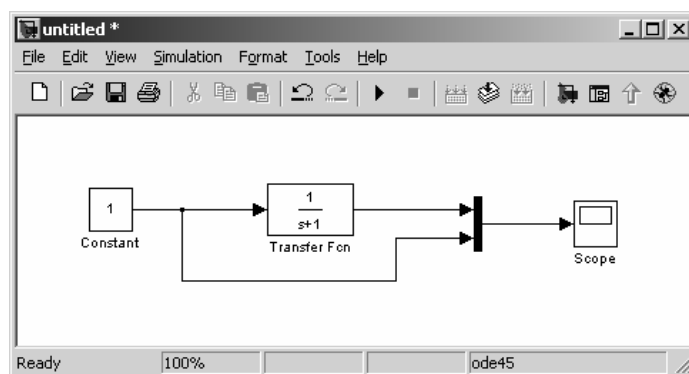 untitled *
File Edit View Simulation Format Tools Help
1
Constant
1
s+1
Transfer Fcn
Scope
Ready 100% ode45